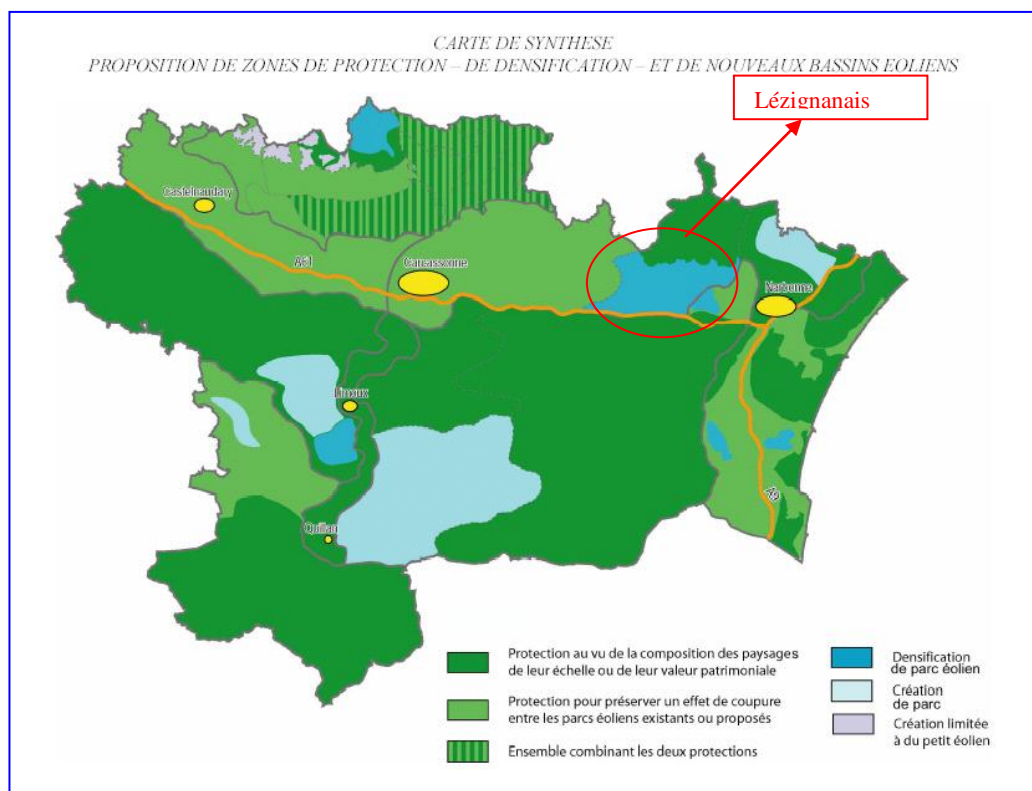 CARTE DE SYNTHESE
PROPOSITION DE ZONES DE PROTECTION – DE DENSIFICATION – ET DE NOUVEAUX BASSINS EOLIENS
Lézignanais
Castelnaudary
A61
Carcassonne
Narbonne
Limoux
Quillan
A9
Protection au vu de la composition des paysages
de leur échelle ou de leur valeur patrimoniale
Protection pour préserver un effet de coupure
entre les parcs éoliens existants ou proposés
Ensemble combinant les deux protections
Densification
de parc éolien
Création
de parc
Création limitée
à du petit éolien